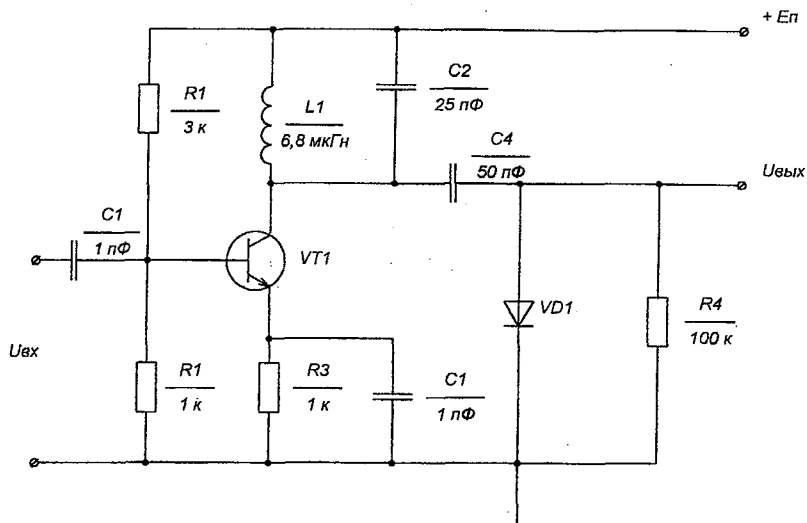 + Еп
C2
25 пФ
R1
3 к
L1
6,8 мкГн
C4
50 пФ
Uвых
C1
1 пФ
VT1
VD1
R4
100 к
Uвх
R1
1 к
R3
1 к
C1
1 пФ